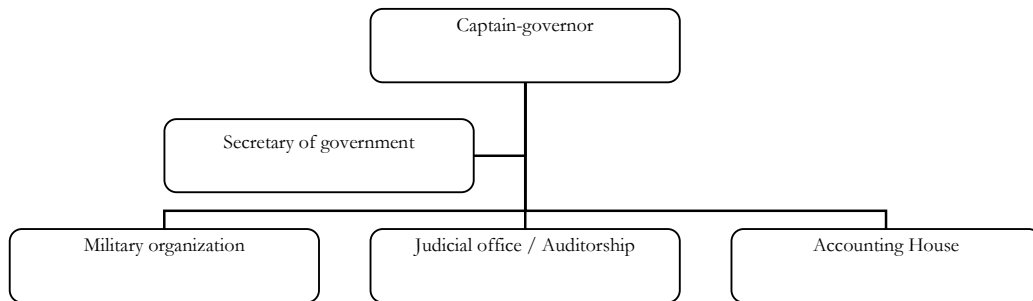 Captain-governor
Secretary of government
Military organization
Judicial office / Auditorship
Accounting House